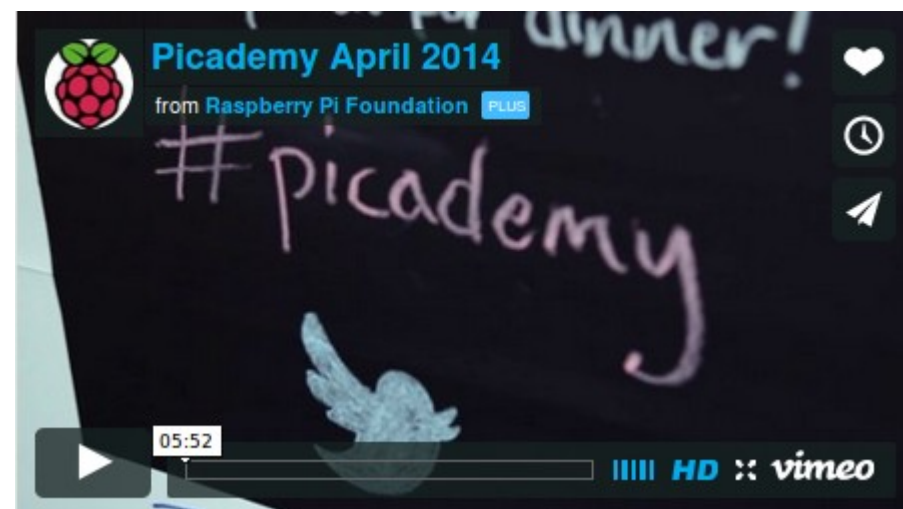 dinner!
Picademy April 2014
from Raspberry Pi Foundation PLUS
#picademy
05:52
HD vimeo